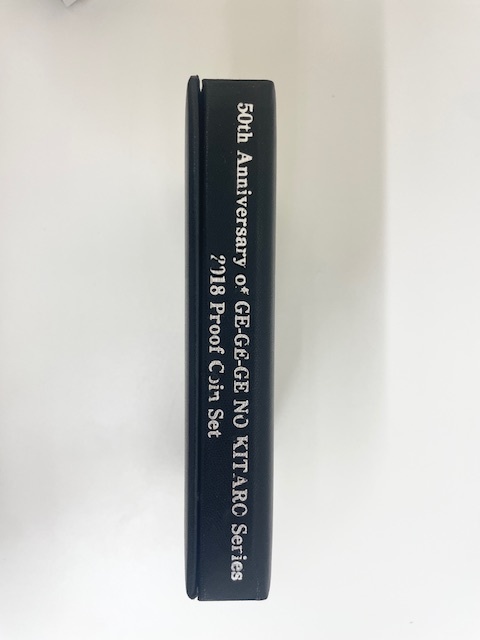 50th Anniversary of GE-GE-GE NO KITARO Series
2018 Proof Coin Set